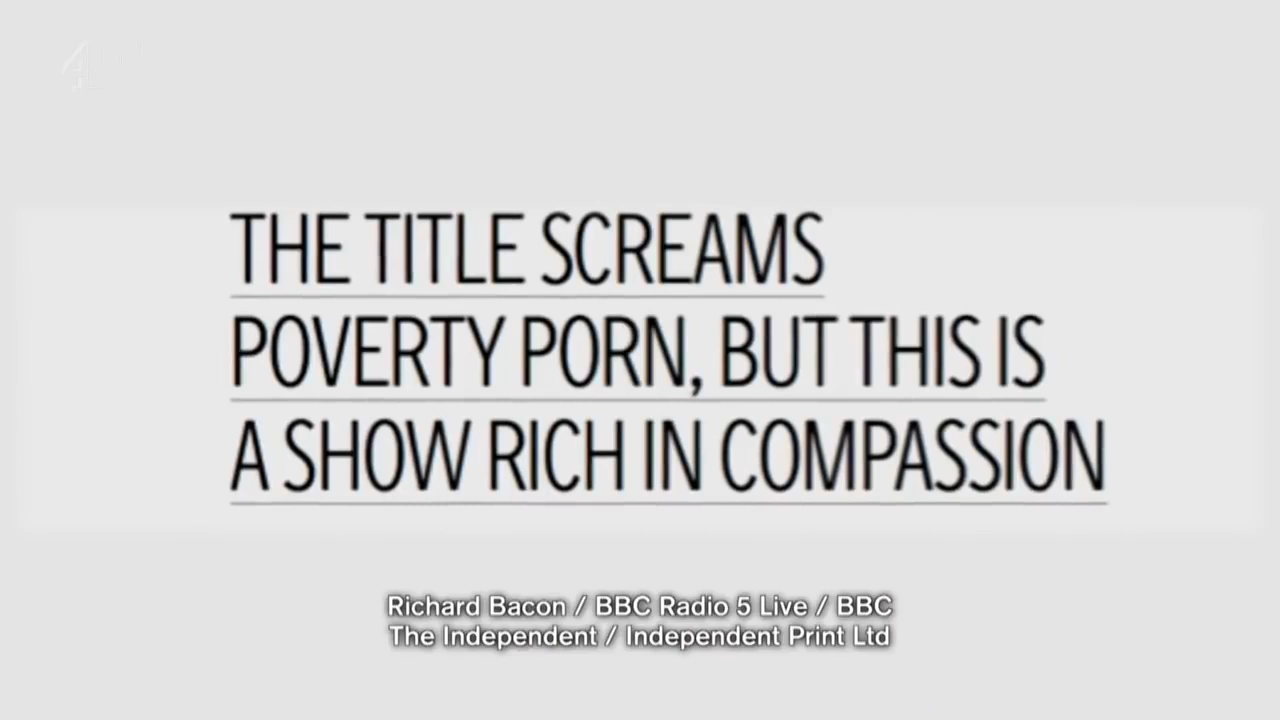 4
THE TITLE SCREAMS
POVERTY PORN, BUT THIS IS
A SHOW RICH IN COMPASSION
Richard Bacon / BBC Radio 5 Live / BBC
The Independent / Independent Print Ltd